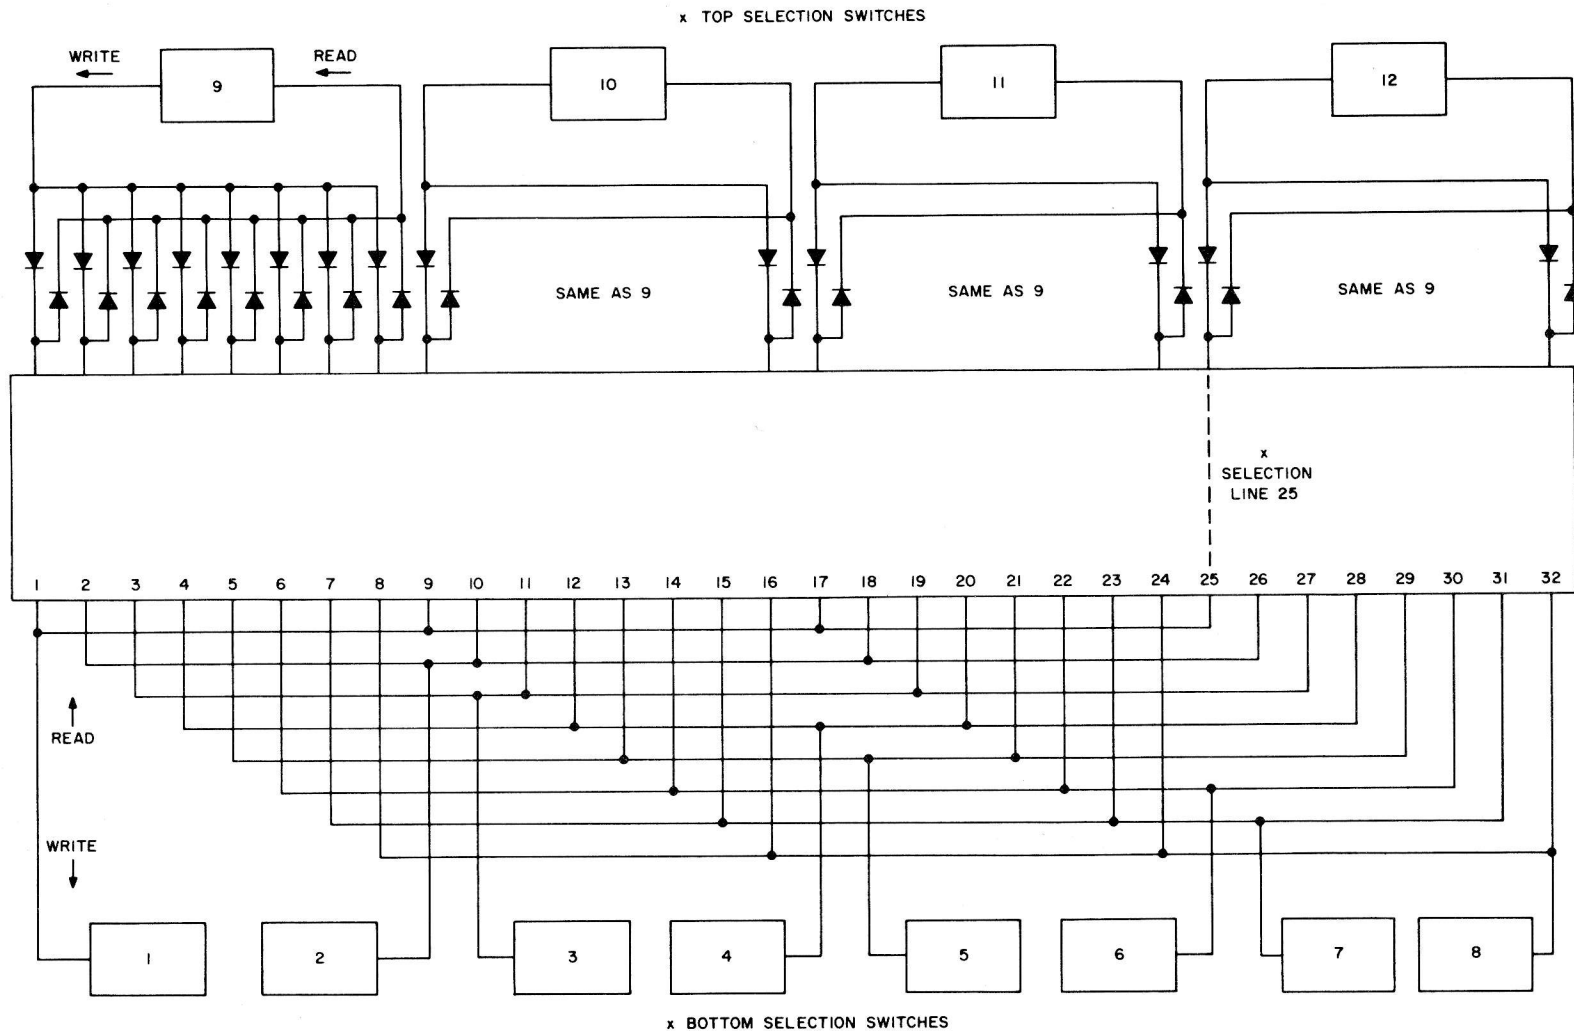 x TOP SELECTION SWITCHES
WRITE READ
9 10 11 12
SAME AS 9 SAME AS 9 SAME AS 9
x
SELECTION
LINE 25
1 2 3 4 5 6 7 8 9 10 11 12 13 14 15 16 17 18 19 20 21 22 23 24 25 26 27 28 29 30 31 32
READ
WRITE
1 2 3 4 5 6 7 8
x BOTTOM SELECTION SWITCHES